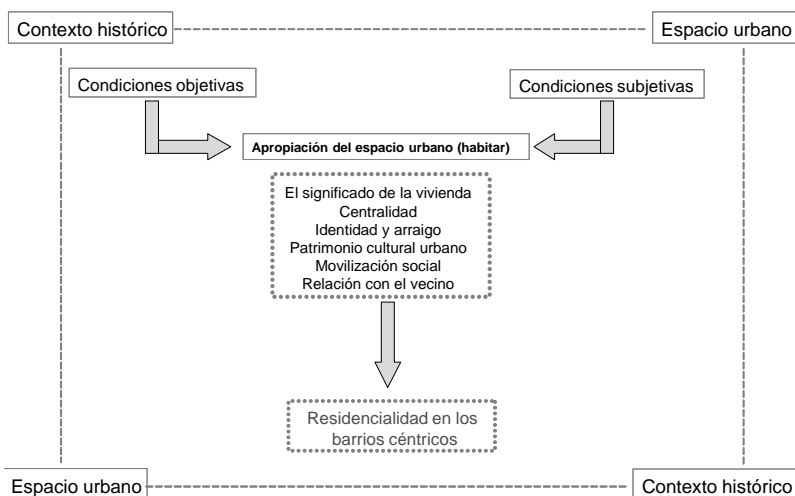 Contexto histórico
Espacio urbano
Condiciones objetivas
Condiciones subjetivas
Apropiación del espacio urbano (habitar)
El significado de la vivienda
Centralidad
Identidad y arraigo
Patrimonio cultural urbano
Movilización social
Relación con el vecino
Residencialidad en los
barrios céntricos
Espacio urbano
Contexto histórico